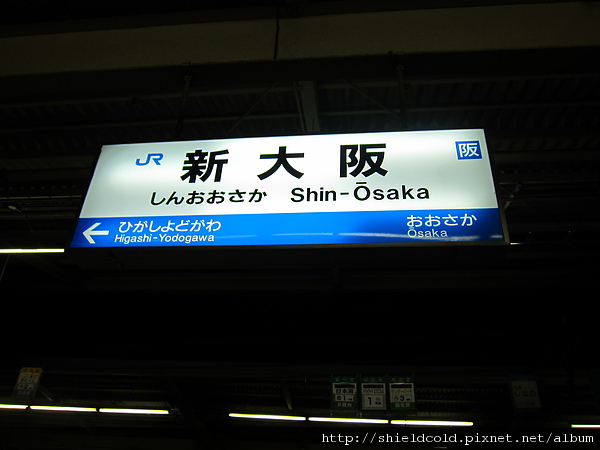 JR 新大阪 阪
しんおおさか Shin-Ōsaka
ひがしよどがわ おおさか
Higashi-Yodogawa Ōsaka
http://shieldcold.pixnet.net/album